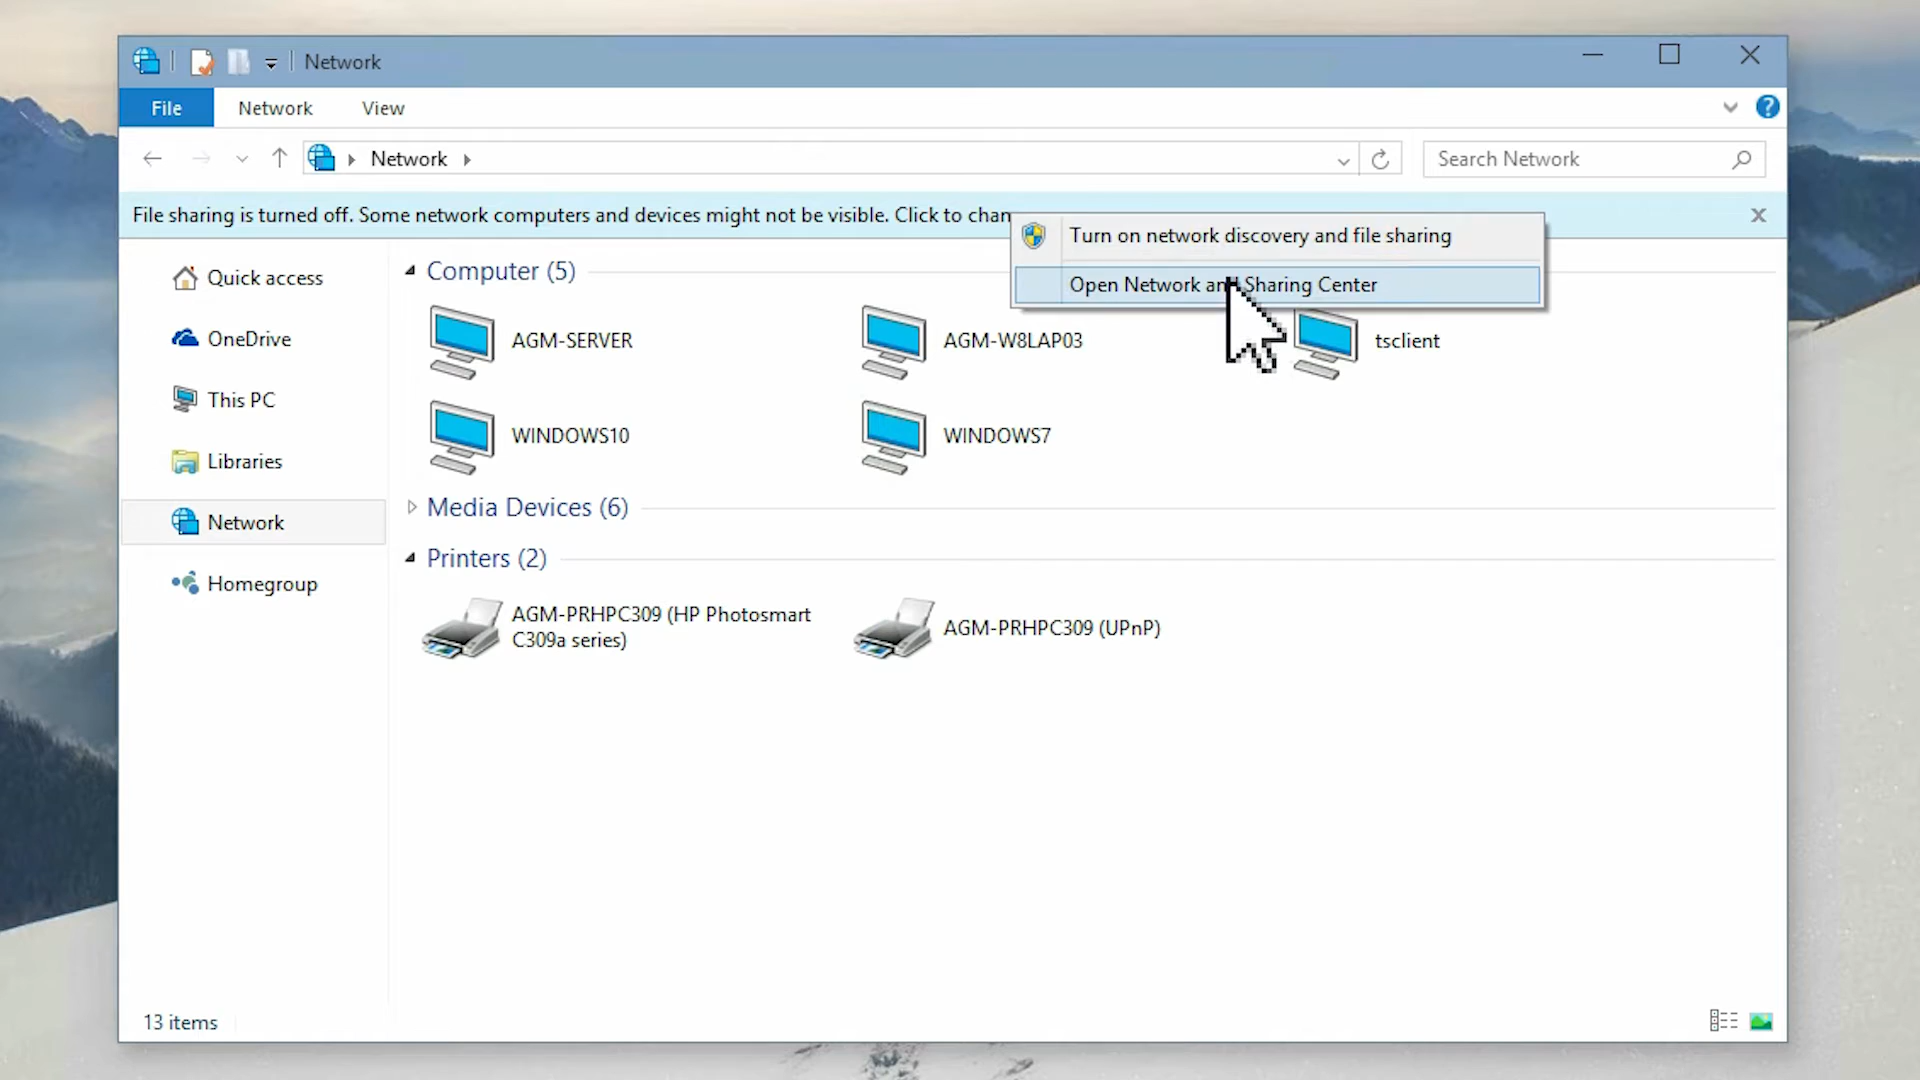 Network
File
Network
View
Network
Search Network
File sharing is turned off. Some network computers and devices might not be visible. Click to chan
Turn on network discovery and file sharing
Open Network and Sharing Center
Quick access
OneDrive
This PC
Libraries
Network
Homegroup
Computer (5)
AGM-SERVER
AGM-W8LAP03
tsclient
WINDOWS10
WINDOWS7
Media Devices (6)
Printers (2)
AGM-PRHPC309 (HP Photosmart
C309a series)
AGM-PRHPC309 (UPnP)
13 items